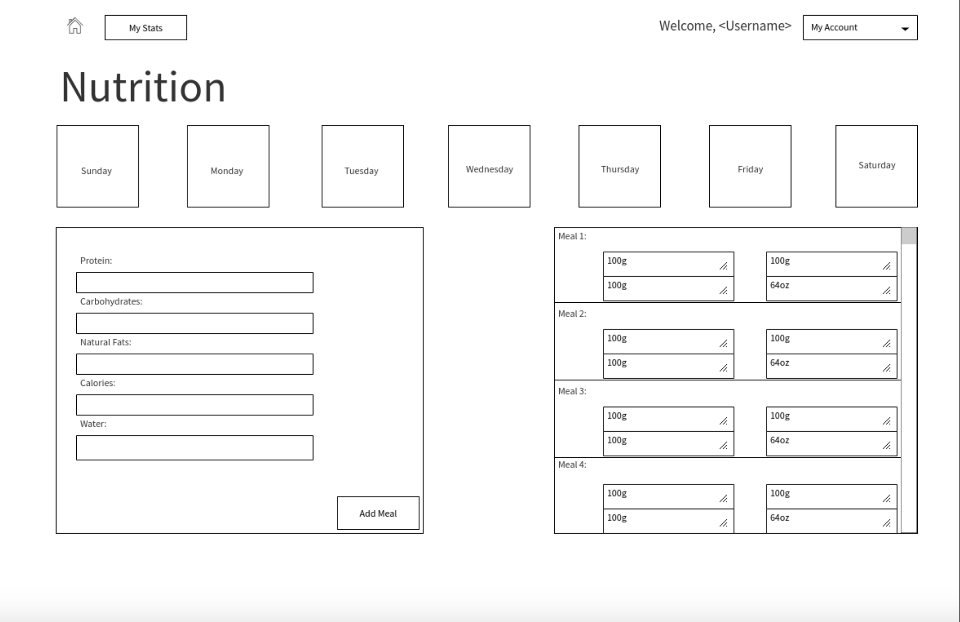 My Stats
Welcome, <Username>
My Account
Nutrition
Sunday
Monday
Tuesday
Wednesday
Thursday
Friday
Saturday
Protein:
Carbohydrates:
Natural Fats:
Calories:
Water:
Add Meal
Meal 1:
100g 100g
100g 64oz
Meal 2:
100g 100g
100g 64oz
Meal 3:
100g 100g
100g 64oz
Meal 4:
100g 100g
100g 64oz